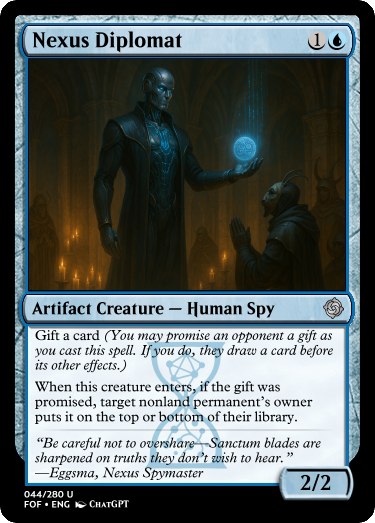 Nexus Diplomat
1
Artifact Creature — Human Spy
Gift a card (You may promise an opponent a gift as
you cast this spell. If you do, they draw a card before
its other effects.)
When this creature enters, if the gift was
promised, target nonland permanent's owner
puts it on the top or bottom of their library.
“Be careful not to overshare—Sanctum blades are
sharpened on truths they don't wish to hear.”
—Eggsma, Nexus Spymaster
2/2
044/280 U
FOF • ENG ChatGPT